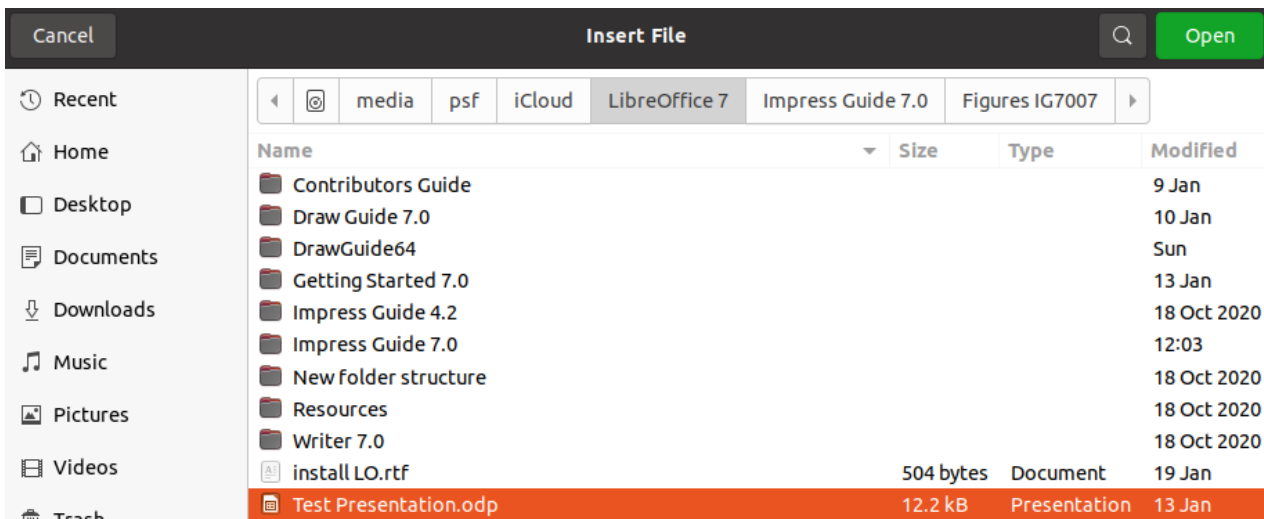 Cancel Insert File Open
Recent media psf iCloud LibreOffice 7 Impress Guide 7.0 Figures IG7007
Home Name Size Type Modified
Contributors Guide 9 Jan
Desktop Draw Guide 7.0 10 Jan
DrawGuide64 Sun
Documents Getting Started 7.0 13 Jan
Downloads Impress Guide 4.2 18 Oct 2020
Impress Guide 7.0 12:03
Music New folder structure 18 Oct 2020
Pictures Resources 18 Oct 2020
Writer 7.0 18 Oct 2020
Videos install LO.rtf 504 bytes Document 19 Jan
Trash Test Presentation.odp 12.2 kB Presentation 13 Jan